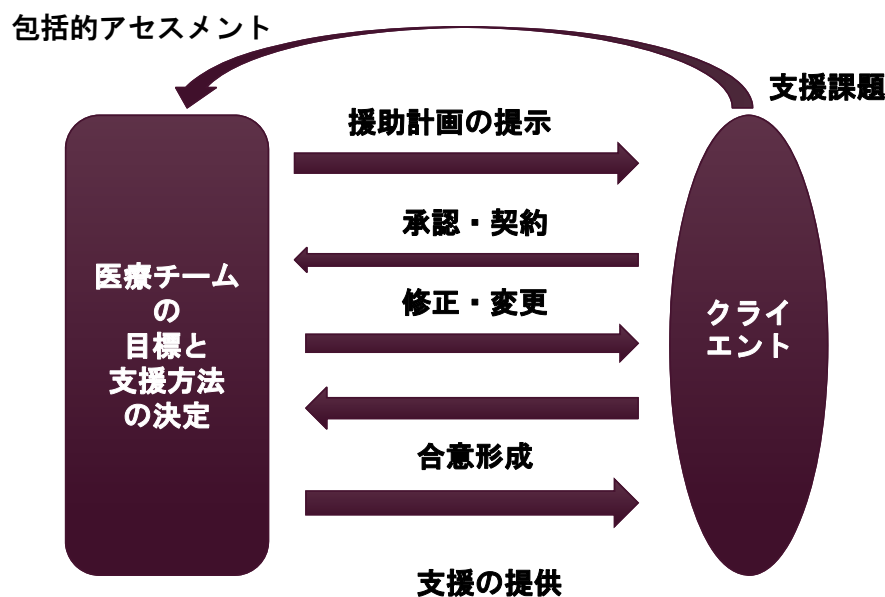 包括的アセスメント
支援課題
援助計画の提示
承認・契約
修正・変更
医療チーム
の
目標と
支援方法
の決定
クライ
エント
合意形成
支援の提供